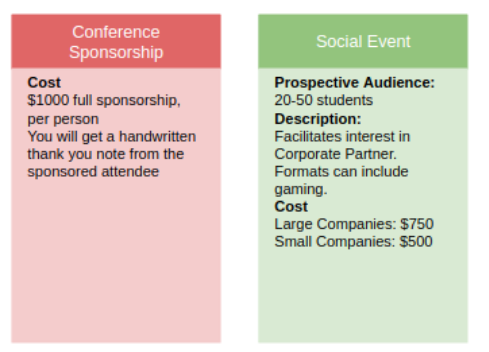 Conference
Sponsorship
Cost
$1000 full sponsorship,
per person
You will get a handwritten
thank you note from the
sponsored attendee
Social Event
Prospective Audience:
20-50 students
Description:
Facilitates interest in
Corporate Partner.
Formats can include
gaming.
Cost
Large Companies: $750
Small Companies: $500